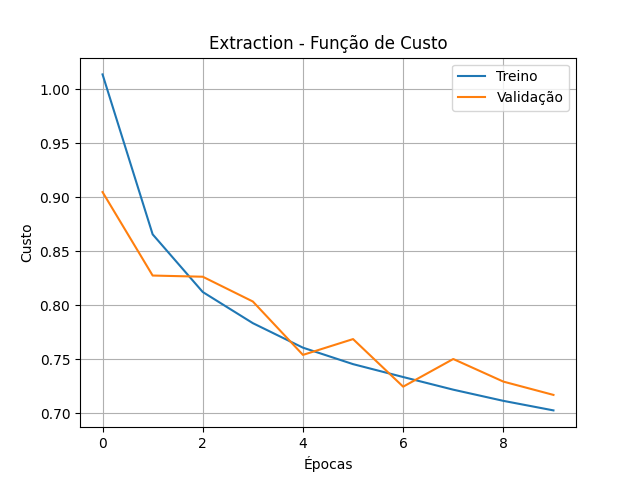 Extraction - Função de Custo
Treino
Validação
1.00
0.95
0.90
0.85
0.80
0.75
0.70
Custo
0
2
4
6
8
Épocas